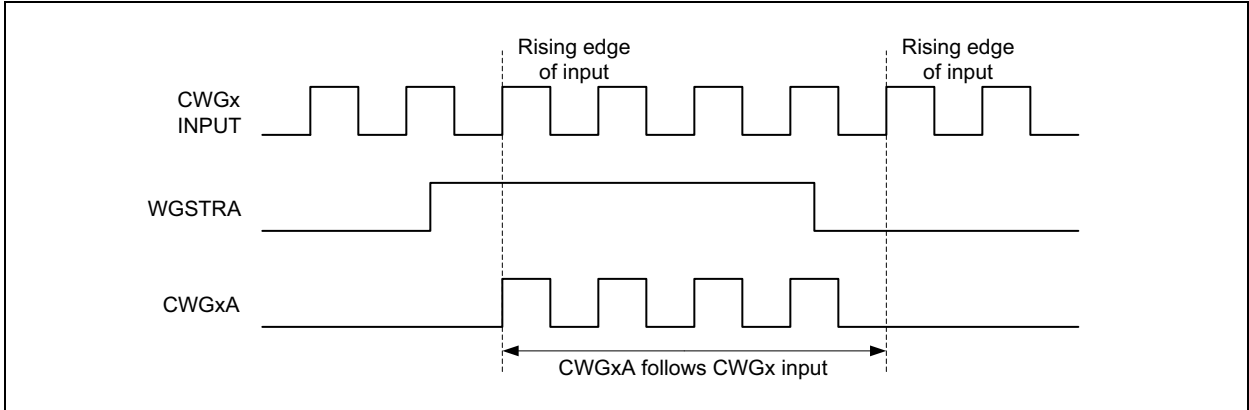 Rising edge
of input
Rising edge
of input
CWGx
INPUT
WGSTRA
CWGxA
CWGxA follows CWGx input